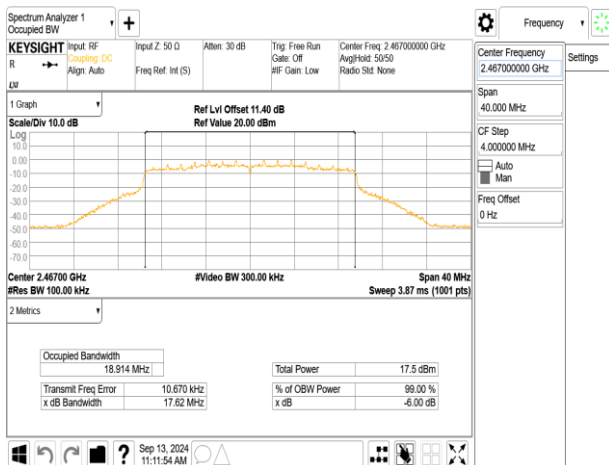 Spectrum Analyzer 1
Occupied BW
Frequency
KEYSIGHT
R
LXI
Input: RF
Coupling: DC
Align: Auto
Input Z: 50 Ω
Freq Ref: Int (S)
Atten: 30 dB
Trig: Free Run
Gate: Off
#IF Gain: Low
Center Freq: 2.467000000 GHz
Avg|Hold: 50/50
Radio Std: None
Center Frequency
2.467000000 GHz
Settings
Span
40.000 MHz
CF Step
4.000000 MHz
Auto
Man
Freq Offset
0 Hz
1 Graph
Scale/Div 10.0 dB
Ref Lvl Offset 11.40 dB
Ref Value 20.00 dBm
Log
10.0
0.00
-10.0
-20.0
-30.0
-40.0
-50.0
-60.0
-70.0
Center 2.46700 GHz
#Video BW 300.00 kHz
Span 40 MHz
#Res BW 100.00 kHz
Sweep 3.87 ms (1001 pts)
2 Metrics
Occupied Bandwidth
18.914 MHz
Total Power 17.5 dBm
Transmit Freq Error 10.670 kHz
% of OBW Power 99.00 %
x dB Bandwidth 17.62 MHz
x dB -6.00 dB
?
Sep 13, 2024
11:11:54 AM